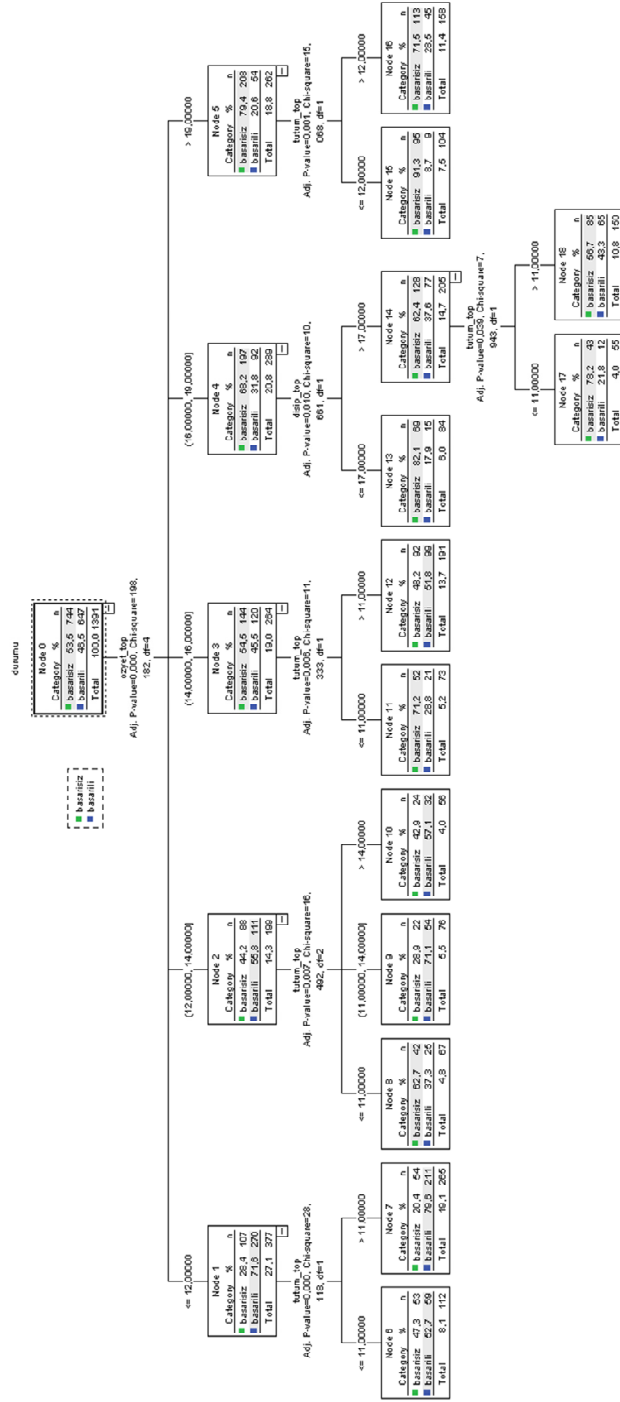 durumu
basarisiz
basarili
Node 0
Category % n
basarisiz 53,5 744
basarili 46,5 647
Total 100,0 1391
ozyet_top
Adj. P-value=0,000, Chi-square=198,
182, df=4
<= 12,00000
(12,00000, 14,00000]
(14,00000, 16,00000]
(16,00000, 19,00000]
> 19,00000
Node 1
Category % n
basarisiz 28,4 107
basarili 71,6 270
Total 27,1 377
Node 2
Category % n
basarisiz 44,2 88
basarili 55,8 111
Total 14,3 199
Node 3
Category % n
basarisiz 54,5 144
basarili 45,5 120
Total 19,0 264
Node 4
Category % n
basarisiz 68,2 197
basarili 31,8 92
Total 20,8 289
Node 5
Category % n
basarisiz 79,4 208
basarili 20,6 54
Total 18,8 262
tutum_top
Adj. P-value=0,000, Chi-square=28,
118, df=1
tutum_top
Adj. P-value=0,007, Chi-square=16,
492, df=2
tutum_top
Adj. P-value=0,006, Chi-square=11,
333, df=1
disip_top
Adj. P-value=0,010, Chi-square=10,
661, df=1
tutum_top
Adj. P-value=0,001, Chi-square=15,
068, df=1
<= 11,00000
> 11,00000
<= 11,00000
(11,00000, 14,00000]
> 14,00000
<= 11,00000
> 11,00000
<= 17,00000
> 17,00000
<= 12,00000
> 12,00000
Node 6
Category % n
basarisiz 47,3 53
basarili 52,7 59
Total 8,1 112
Node 7
Category % n
basarisiz 20,4 54
basarili 79,6 211
Total 19,1 265
Node 8
Category % n
basarisiz 62,7 42
basarili 37,3 25
Total 4,8 67
Node 9
Category % n
basarisiz 28,9 22
basarili 71,1 54
Total 5,5 76
Node 10
Category % n
basarisiz 42,9 24
basarili 57,1 32
Total 4,0 56
Node 11
Category % n
basarisiz 71,2 52
basarili 28,8 21
Total 5,2 73
Node 12
Category % n
basarisiz 48,2 92
basarili 51,8 99
Total 13,7 191
Node 13
Category % n
basarisiz 82,1 69
basarili 17,9 15
Total 6,0 84
Node 14
Category % n
basarisiz 62,4 128
basarili 37,6 77
Total 14,7 205
Node 15
Category % n
basarisiz 91,3 95
basarili 8,7 9
Total 7,5 104
Node 16
Category % n
basarisiz 71,5 113
basarili 28,5 45
Total 11,4 158
tutum_top
Adj. P-value=0,039, Chi-square=7,
943, df=1
<= 11,00000
> 11,00000
Node 17
Category % n
basarisiz 78,2 43
basarili 21,8 12
Total 4,0 55
Node 18
Category % n
basarisiz 56,7 85
basarili 43,3 65
Total 10,8 150